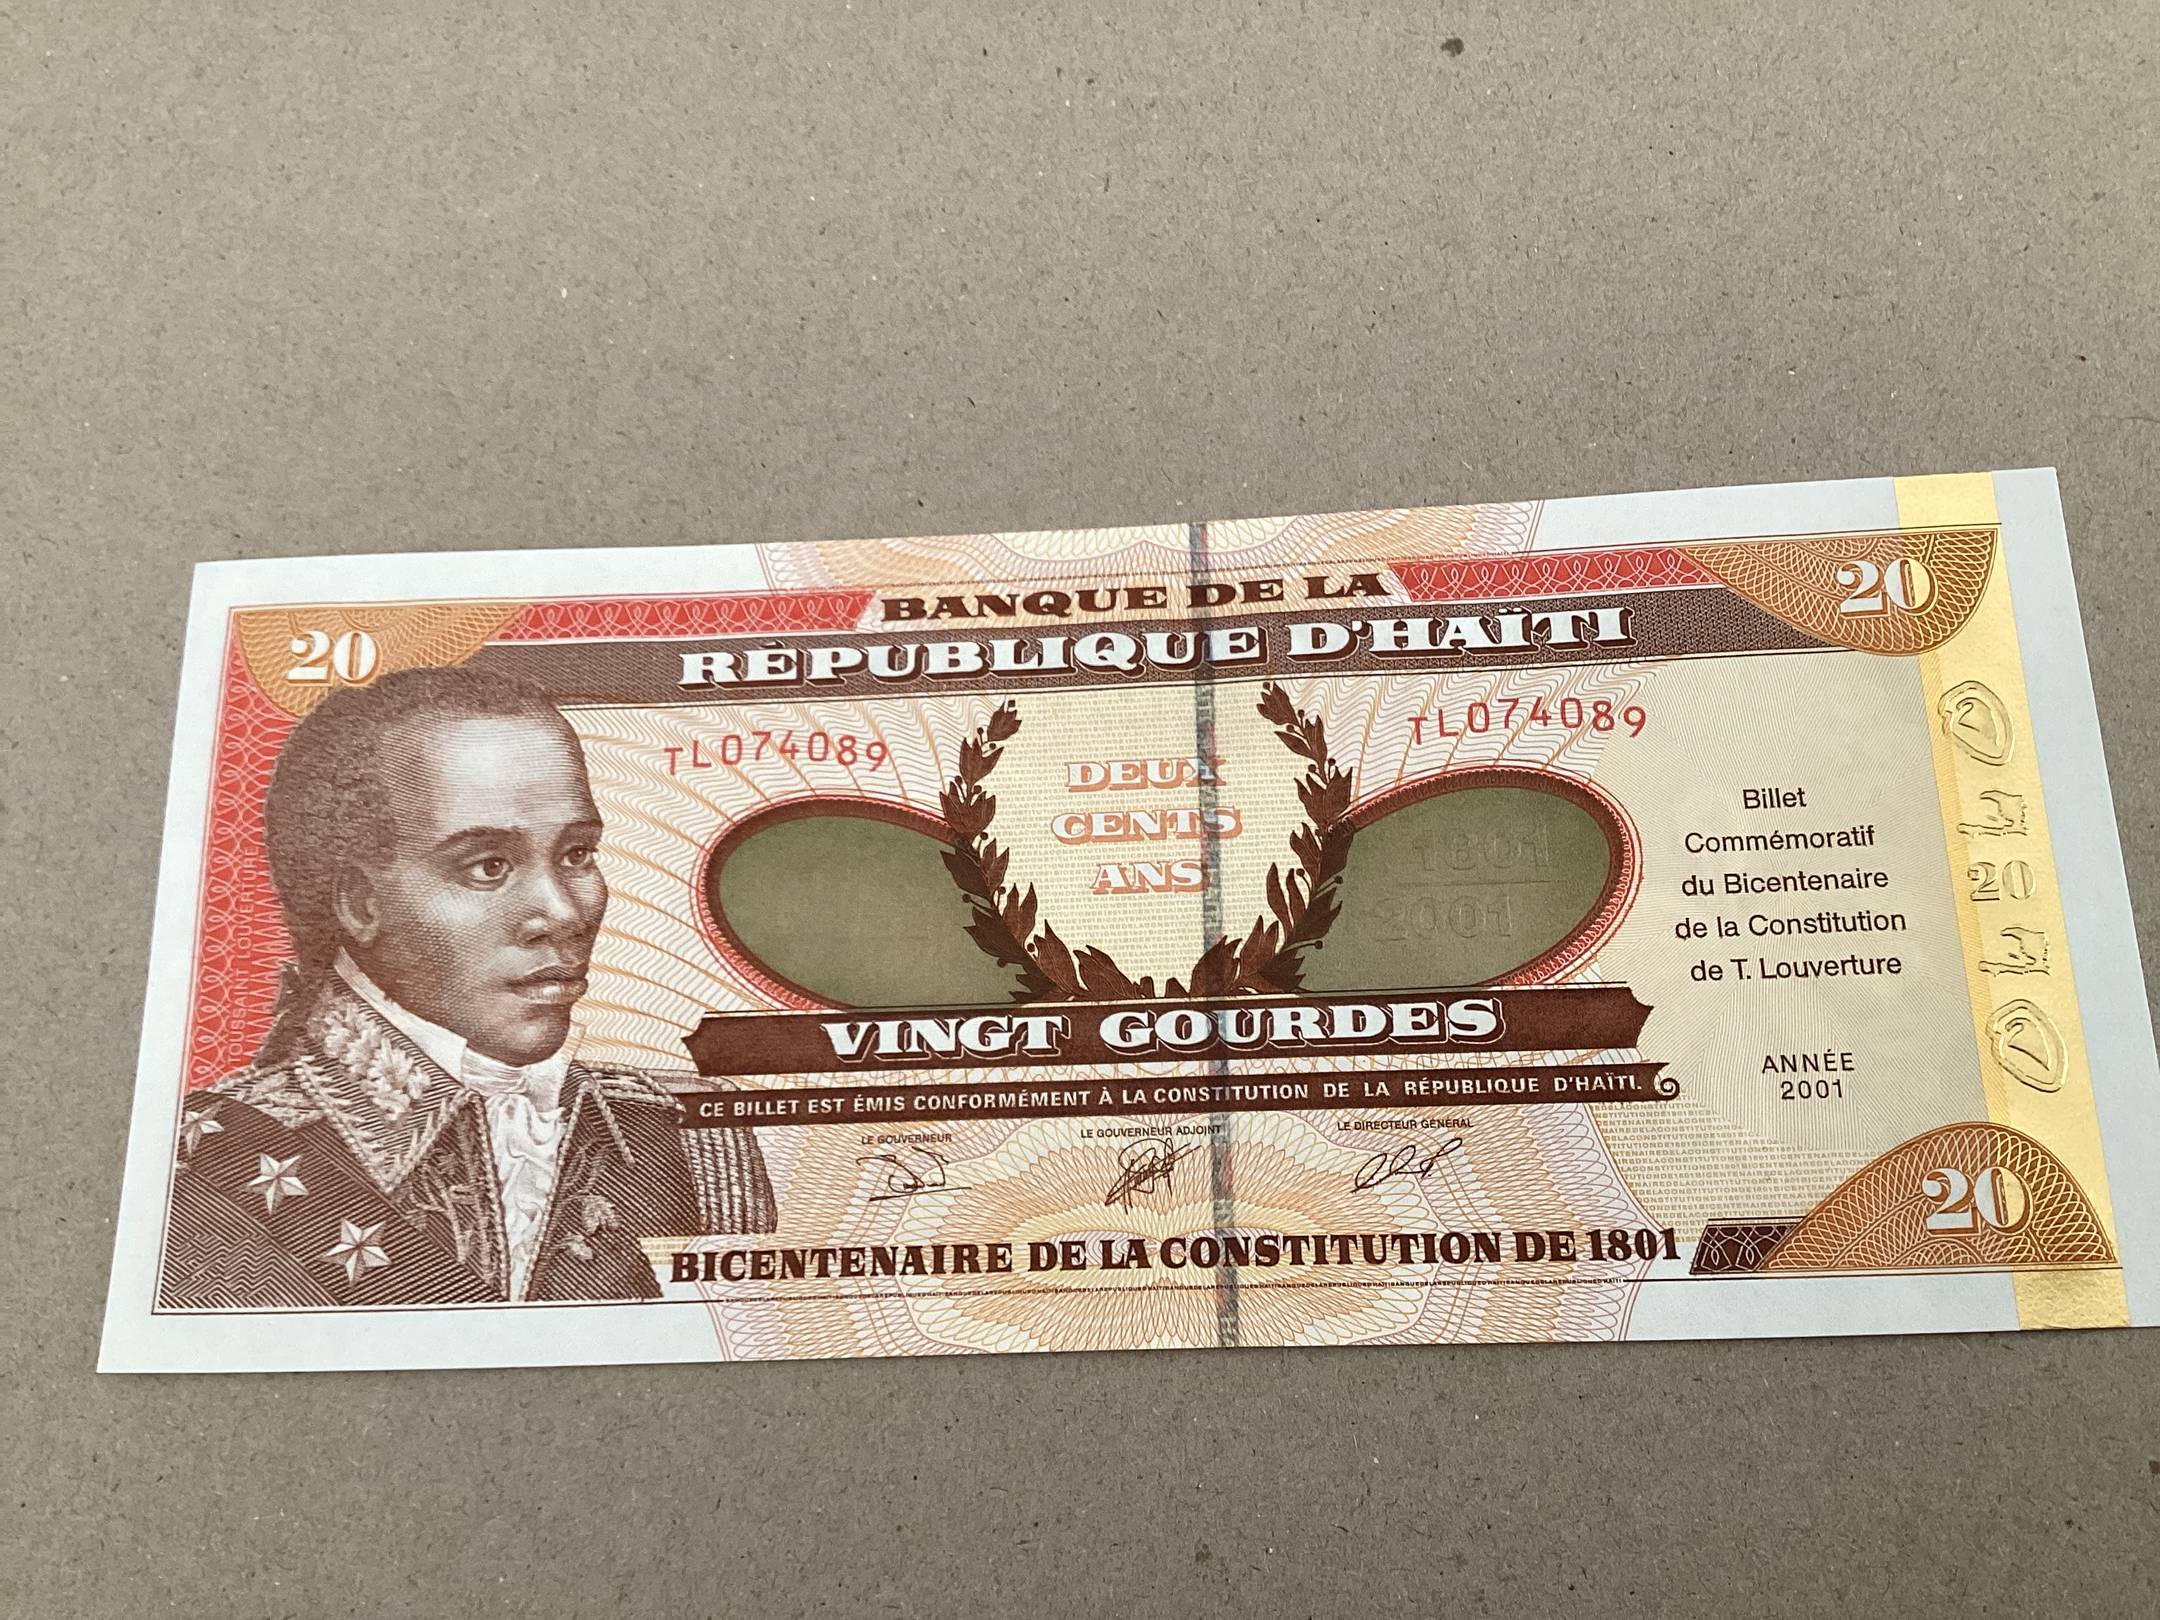 BANQUE DE LA
RÉPUBLIQUE D'HAÏTI
20
20
TL074089
TL074089
DEUX
CENTS
ANS
1801
2001
TOUSSAINT LOUVERTURE
Billet
Commémoratif
du Bicentenaire
de la Constitution
de T. Louverture
ANNÉE
2001
20
VINGT GOURDES
CE BILLET EST ÉMIS CONFORMÉMENT À LA CONSTITUTION DE LA RÉPUBLIQUE D'HAÏTI.
LE GOUVERNEUR
LE GOUVERNEUR ADJOINT
LE DIRECTEUR GÉNÉRAL
BICENTENAIRE DE LA CONSTITUTION DE 1801
20